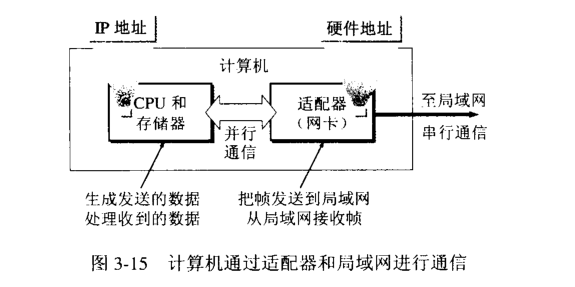 IP 地址
硬件地址
计算机
CPU 和
存储器
并行
通信
适配器
(网卡)
至局域网
串行通信
生成发送的数据
处理收到的数据
把帧发送到局域网
从局域网接收帧
图 3-15 计算机通过适配器和局域网进行通信